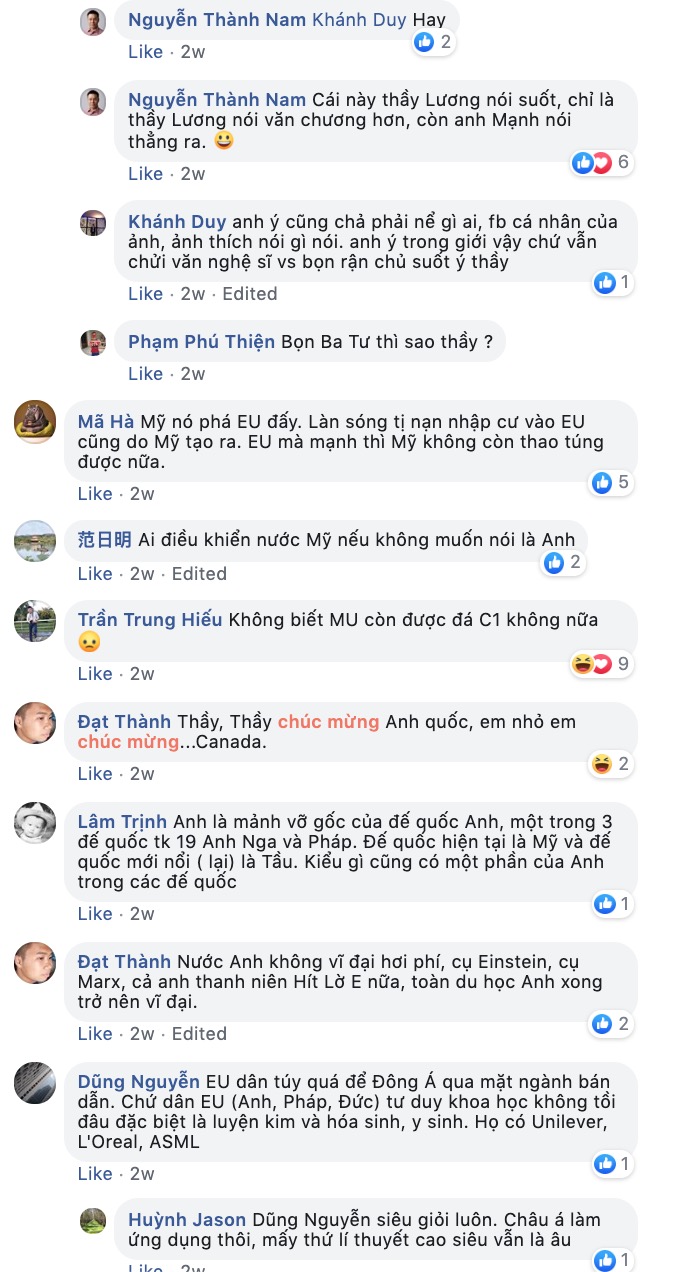 Nguyễn Thành Nam Khánh Duy Hay
2
Like · 2w
Nguyễn Thành Nam Cái này thầy Lương nói suốt, chỉ là
thầy Lương nói văn chương hơn, còn anh Mạnh nói
thẳng ra. 😀
6
Like · 2w
Khánh Duy anh ý cũng chả phải nể gì ai, fb cá nhân của
ảnh, ảnh thích nói gì nói. anh ý trong giới vậy chứ vẫn
chửi văn nghệ sĩ vs bọn rận chủ suốt ý thầy
1
Like · 2w · Edited
Phạm Phú Thiện Bọn Ba Tư thì sao thầy ?
Like · 2w
Mã Hà Mỹ nó phá EU đấy. Làn sóng tị nạn nhập cư vào EU
cũng do Mỹ tạo ra. EU mà mạnh thì Mỹ không còn thao túng
được nữa.
5
Like · 2w
范日明 Ai điều khiển nước Mỹ nếu không muốn nói là Anh
2
Like · 2w · Edited
Trần Trung Hiếu Không biết MU còn được đá C1 không nữa
😞
9
Like · 2w
Đạt Thành Thầy, Thầy chúc mừng Anh quốc, em nhỏ em
chúc mừng...Canada.
2
Like · 2w
Lâm Trịnh Anh là mảnh vỡ gốc của đế quốc Anh, một trong 3
đế quốc tk 19 Anh Nga và Pháp. Đế quốc hiện tại là Mỹ và đế
quốc mới nổi ( lại) là Tầu. Kiểu gì cũng có một phần của Anh
trong các đế quốc
1
Like · 2w
Đạt Thành Nước Anh không vĩ đại hơi phí, cụ Einstein, cụ
Marx, cả anh thanh niên Hít Lờ E nữa, toàn du học Anh xong
trở nên vĩ đại.
2
Like · 2w · Edited
Dũng Nguyễn EU dân túy quá để Đông Á qua mặt ngành bán
dẫn. Chứ dân EU (Anh, Pháp, Đức) tư duy khoa học không tồi
đâu đặc biệt là luyện kim và hóa sinh, y sinh. Họ có Unilever,
L'Oreal, ASML
1
Like · 2w
Huỳnh Jason Dũng Nguyễn siêu giỏi luôn. Châu á làm
ứng dụng thôi, mấy thứ lí thuyết cao siêu vẫn là âu
1
Like · 2w